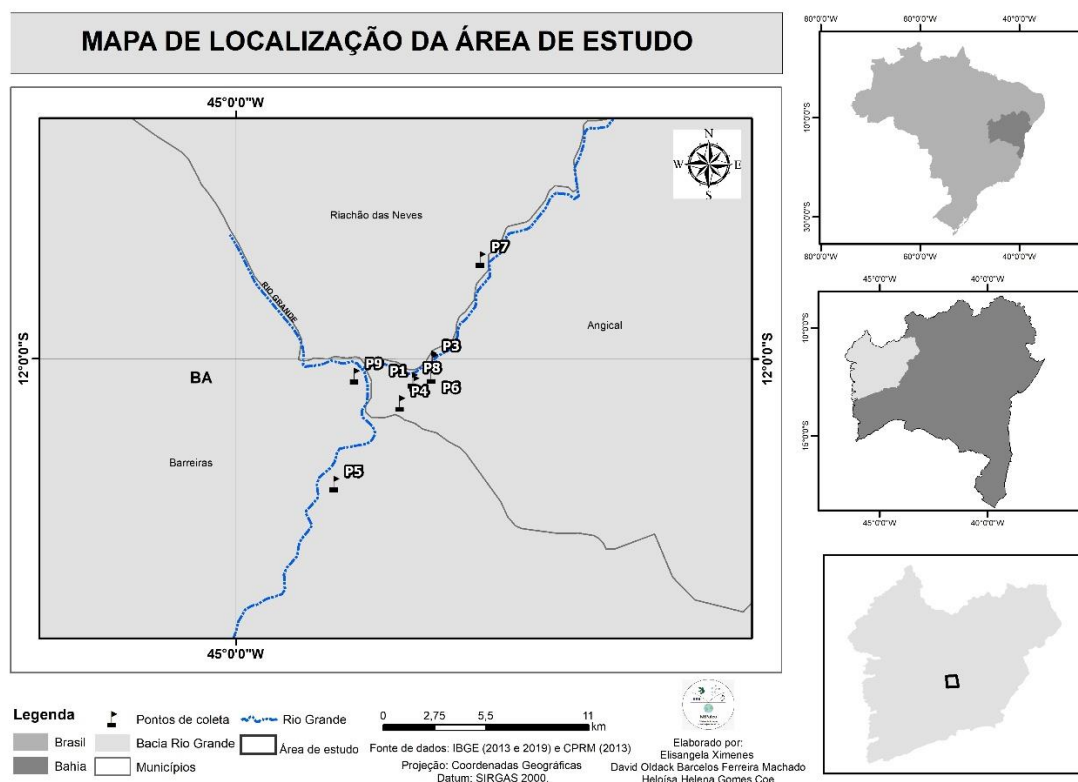 MAPA DE LOCALIZAÇÃO DA ÁREA DE ESTUDO
45°0'0"W
N
W E
S
Riachão das Neves
P7
RIO GRANDE
Angical
P3
12°0'0"S
12°0'0"S
P9
P1
P8
BA
P4
P6
Barreiras
P5
45°0'0"W
80°0'0"W 60°0'0"W 40°0'0"W
10°0'0"S
30°0'0"S
80°0'0"W 60°0'0"W 40°0'0"W
45°0'0"W 40°0'0"W
10°0'0"S
15°0'0"S
45°0'0"W 40°0'0"W
Legenda
Pontos de coleta
Rio Grande
Brasil
Bacia Rio Grande
Área de estudo
Bahia
Municípios
0 2,75 5,5 11
km
Fonte de dados: IBGE (2013 e 2019) e CPRM (2013)
Projeção: Coordenadas Geográficas
Datum: SIRGAS 2000.
Elaborado por:
Elisangela Ximenes
David Oldack Barcelos Ferreira Machado
Heloísa Helena Gomes Coe